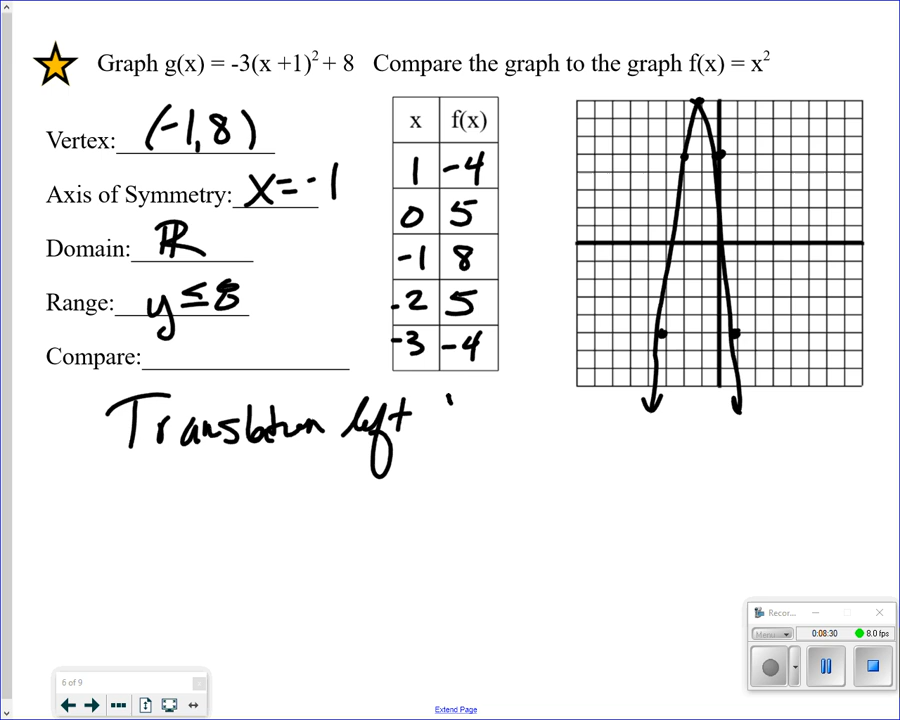 Graph g(x) = -3(x +1)² + 8 Compare the graph to the graph f(x) = x²
Vertex: (-1, 8)
Axis of Symmetry: x = -1
Domain: ℝ
Range: y ≤ 8
Compare:
x f(x)
1 -4
0 5
-1 8
-2 5
-3 -4
Translation left
Recor...
Menu...
0:08:30
8.0 fps
6 of 9
Extend Page